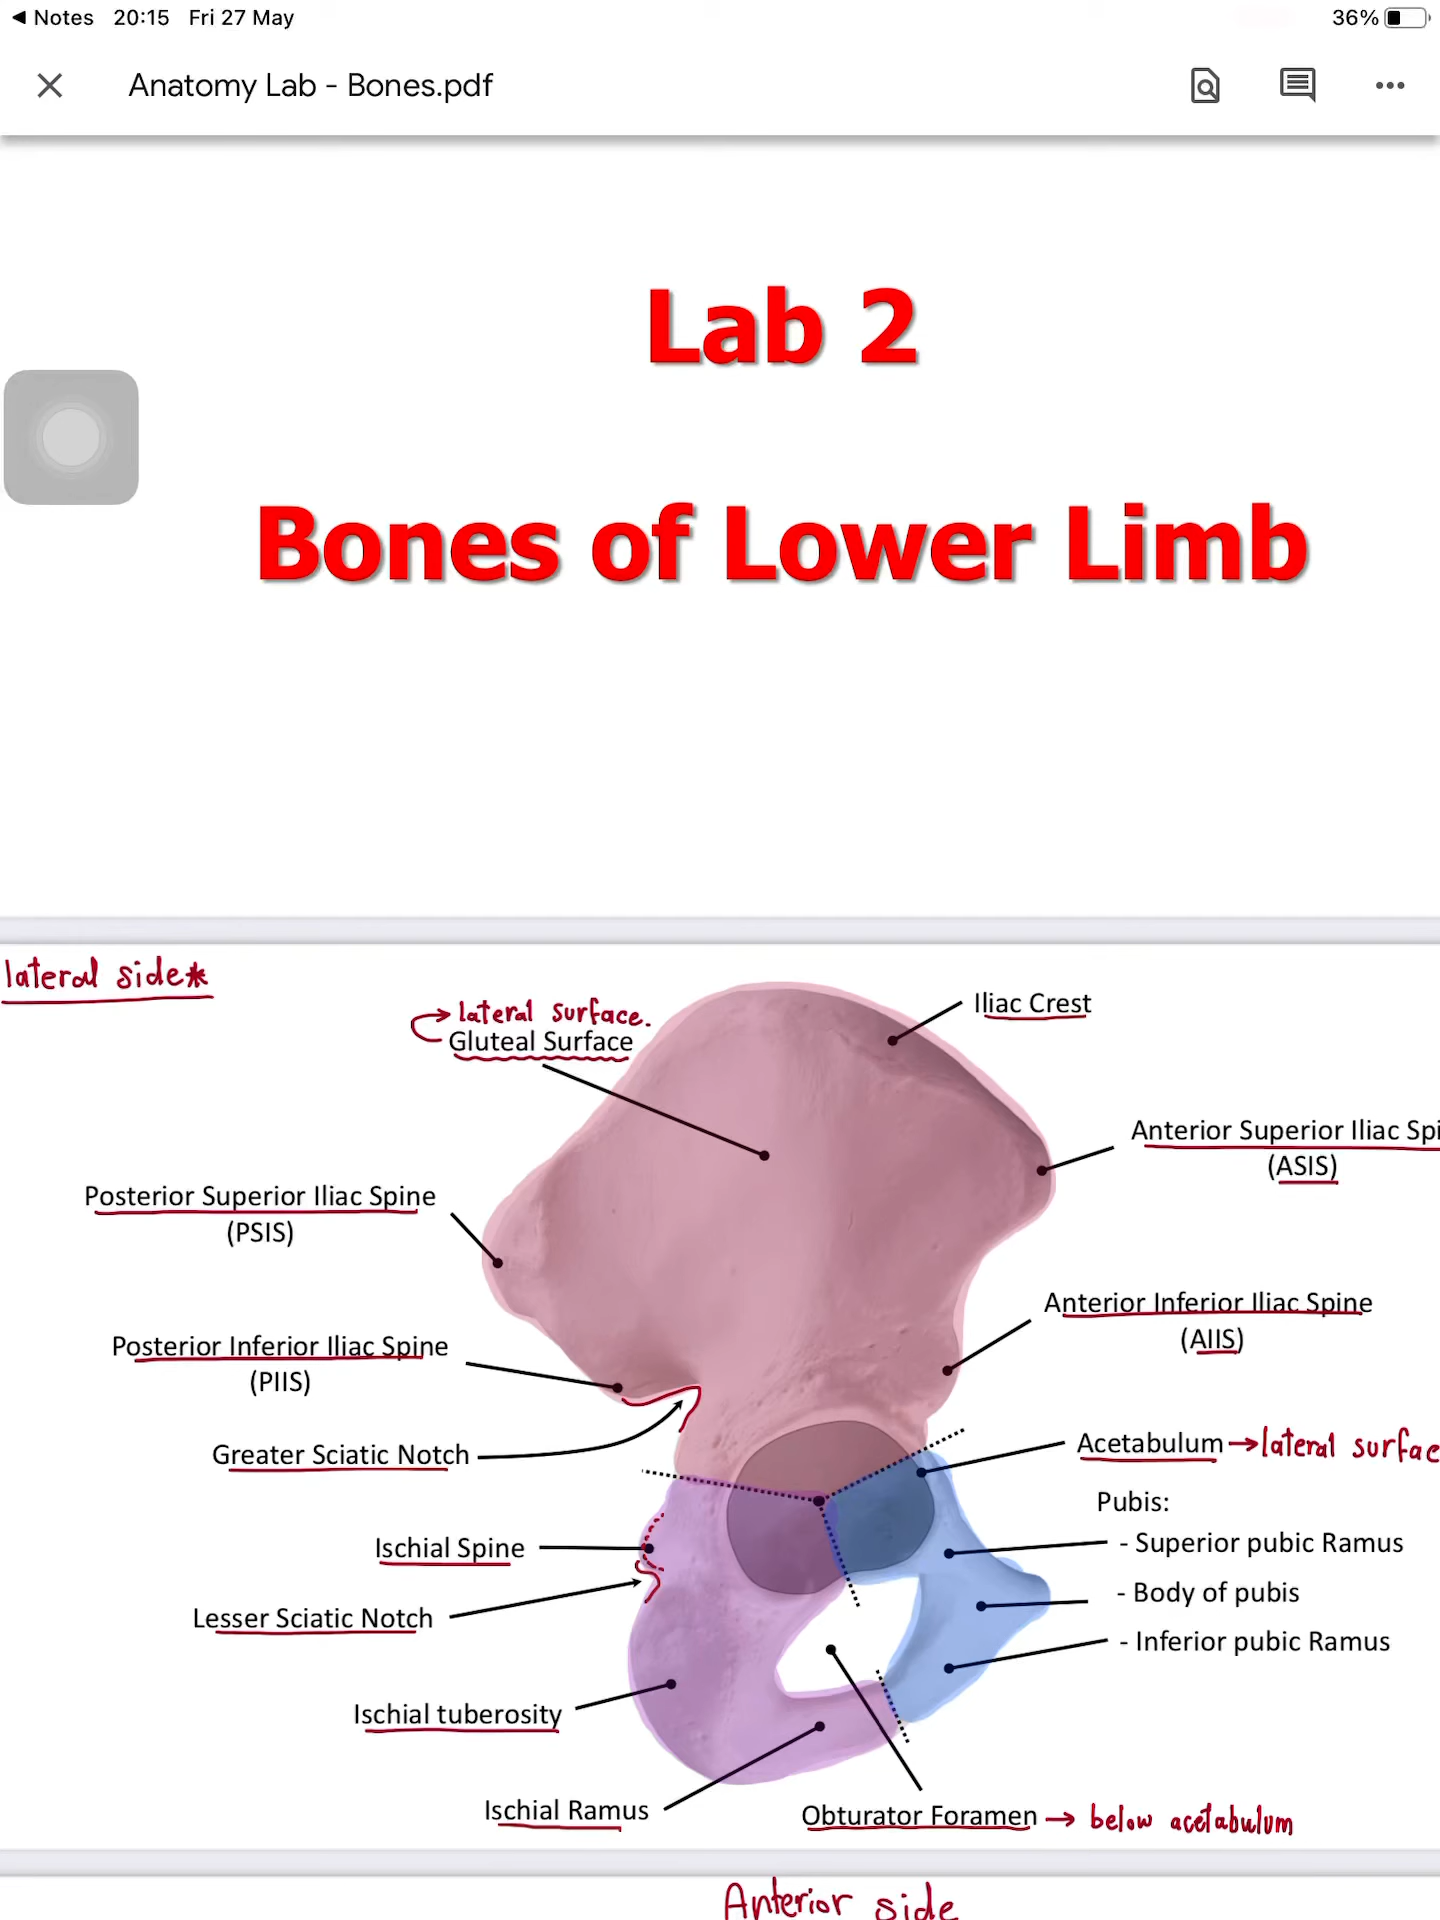 Notes 20:15 Fri 27 May 36%
Anatomy Lab - Bones.pdf
Lab 2
Bones of Lower Limb
lateral side*
lateral surface.
Gluteal Surface
Iliac Crest
Anterior Superior Iliac Spi
(ASIS)
Posterior Superior Iliac Spine
(PSIS)
Anterior Inferior Iliac Spine
(AIIS)
Posterior Inferior Iliac Spine
(PIIS)
Greater Sciatic Notch
Acetabulum → lateral surfac
Pubis:
- Superior pubic Ramus
- Body of pubis
- Inferior pubic Ramus
Ischial Spine
Lesser Sciatic Notch
Ischial tuberosity
Ischial Ramus
Obturator Foramen → below acetabulum
Anterior side